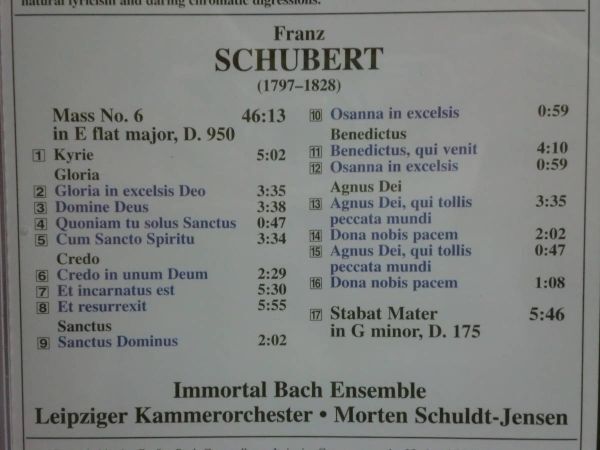 natural lyricism and daring chromatic digressions.
Franz
SCHUBERT
(1797–1828)
Mass No. 6 46:13
in E flat major, D. 950
1 Kyrie 5:02
Gloria
2 Gloria in excelsis Deo 3:35
3 Domine Deus 3:38
4 Quoniam tu solus Sanctus 0:47
5 Cum Sancto Spiritu 3:34
Credo
6 Credo in unum Deum 2:29
7 Et incarnatus est 5:30
8 Et resurrexit 5:55
Sanctus
9 Sanctus Dominus 2:02
10 Osanna in excelsis 0:59
Benedictus
11 Benedictus, qui venit 4:10
12 Osanna in excelsis 0:59
Agnus Dei
13 Agnus Dei, qui tollis 3:35
peccata mundi
14 Dona nobis pacem 2:02
15 Agnus Dei, qui tollis 0:47
peccata mundi
16 Dona nobis pacem 1:08
17 Stabat Mater 5:46
in G minor, D. 175
Immortal Bach Ensemble
Leipziger Kammerorchester • Morten Schuldt-Jensen